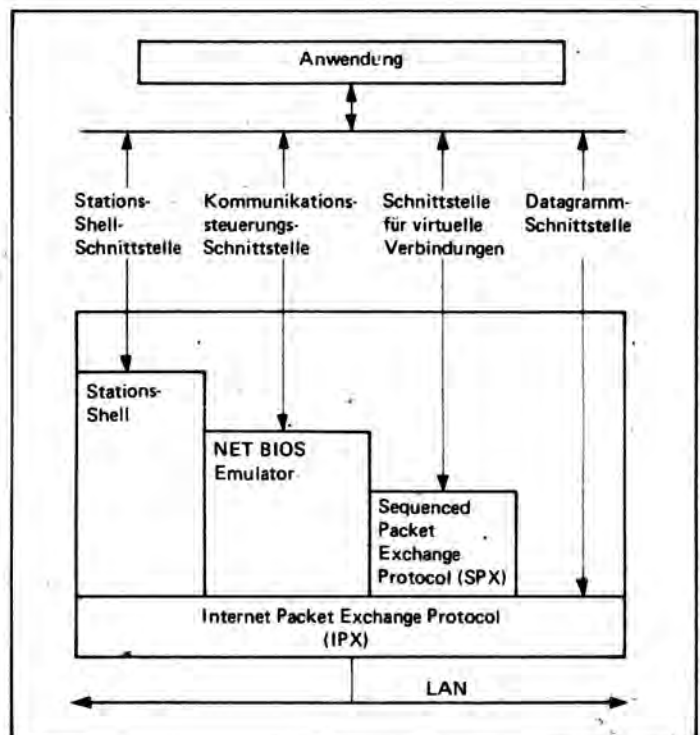 Anwendung
Stations-
Shell-
Schnittstelle
Kommunikations-
steuerungs-
Schnittstelle
Schnittstelle
für virtuelle
Verbindungen
Datagramm-
Schnittstelle
Stations-
Shell
NET BIOS
Emulator
Sequenced
Packet
Exchange
Protocol (SPX)
Internet Packet Exchange Protocol
(IPX)
LAN